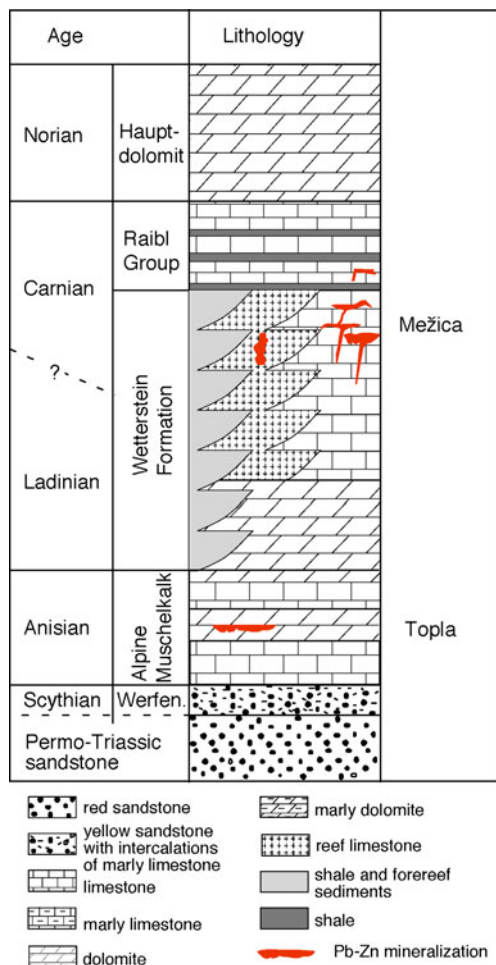 Age
Lithology
Norian
Haupt-
dolomit
Carnian
Raibl
Group
Mežica
?
Wetterstein
Formation
Ladinian
Anisian
Alpine
Muschelkalk
Topla
Scythian
Werfen.
Permo-Triassic
sandstone
red sandstone
yellow sandstone
with intercalations
of marly limestone
limestone
marly limestone
dolomite
marly dolomite
reef limestone
shale and forereef
sediments
shale
Pb-Zn mineralization